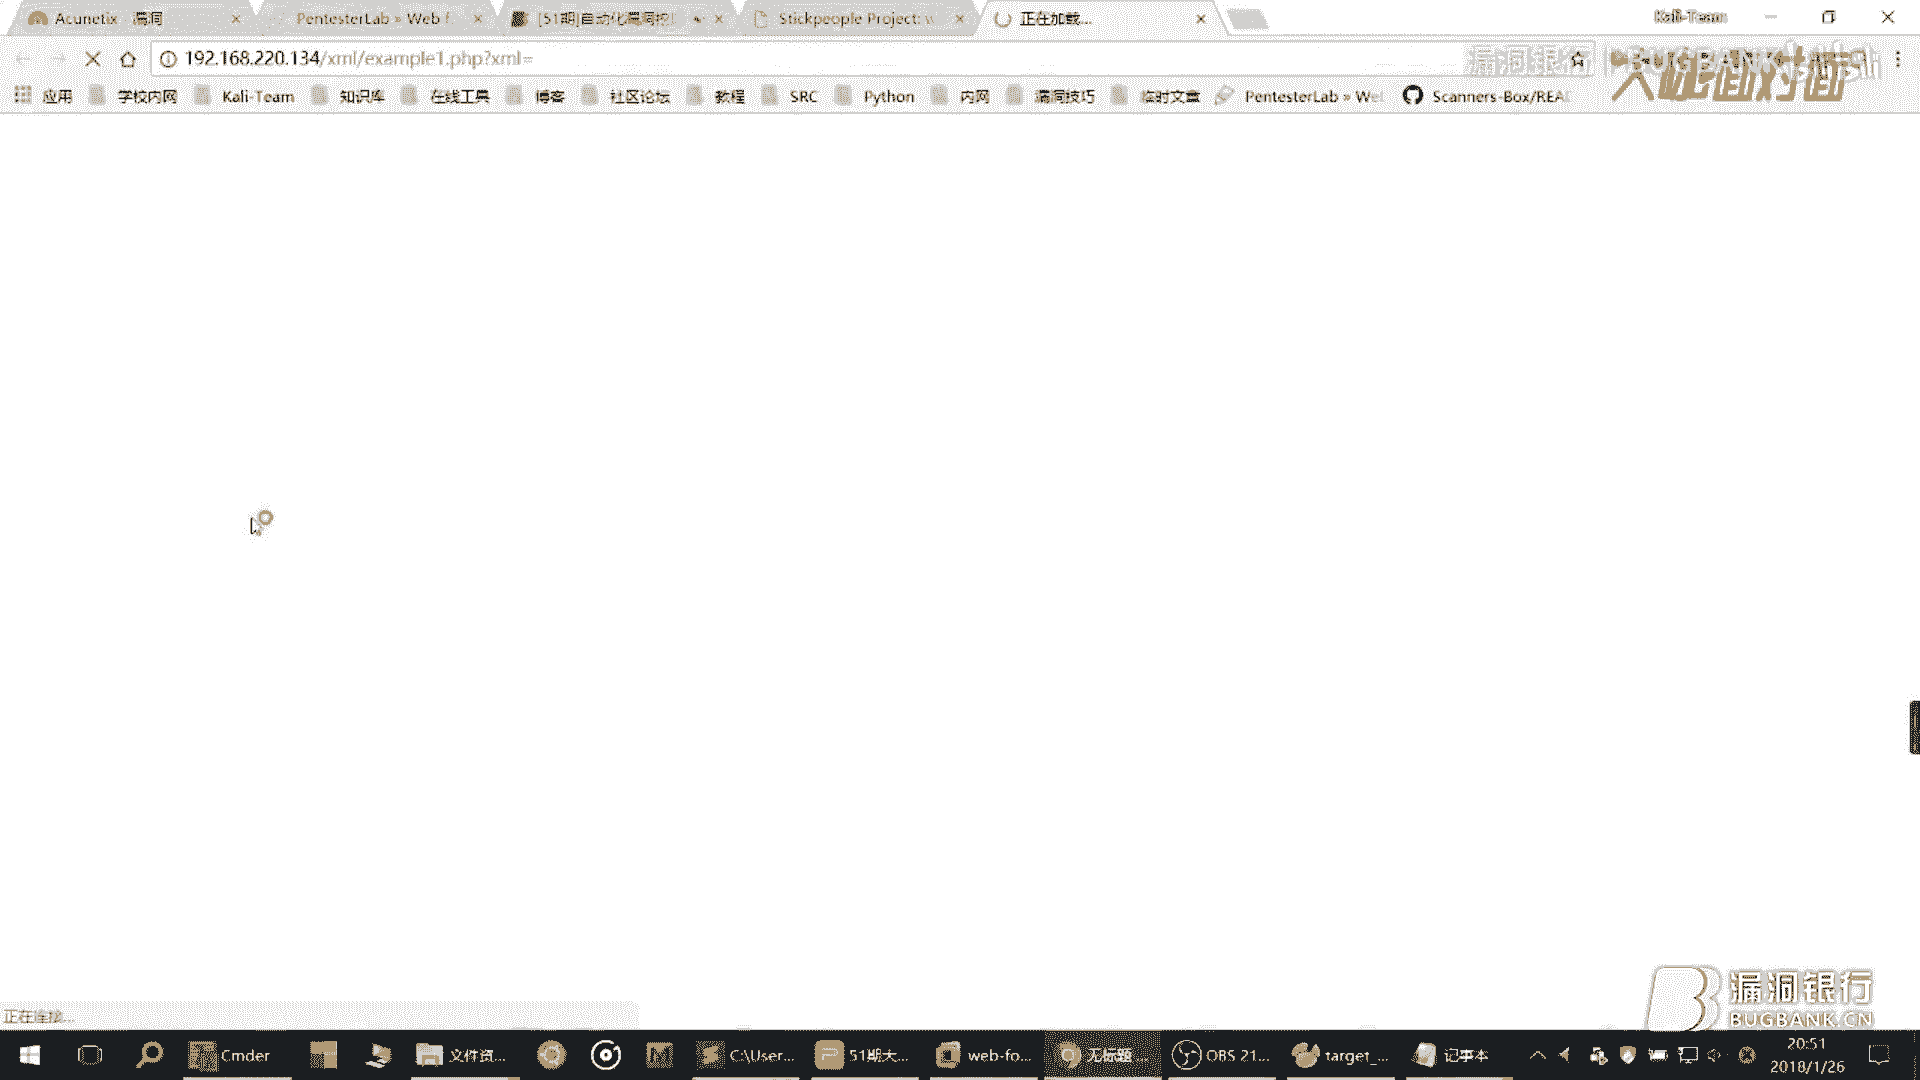 Acunetix 漏洞
PentesterLab » Web f
[51期]自动化漏洞挖
Stickpeople Project: w
正在加载...
Kali-Team
192.168.220.134/xml/example1.php?xml=
漏洞银行 | BUGBANK
大咖面对面
应用
学校内网
Kali-Team
知识库
在线工具
博客
社区论坛
教程
SRC
Python
内网
漏洞技巧
临时文章
PentesterLab » We
Scanners-Box/REA
正在连接...
漏洞银行
BUGBANK.CN
Cmder
文件资...
C:\User...
51期大...
web-fo...
无标题...
OBS 21...
target_...
记事本
20:51
2018/1/26